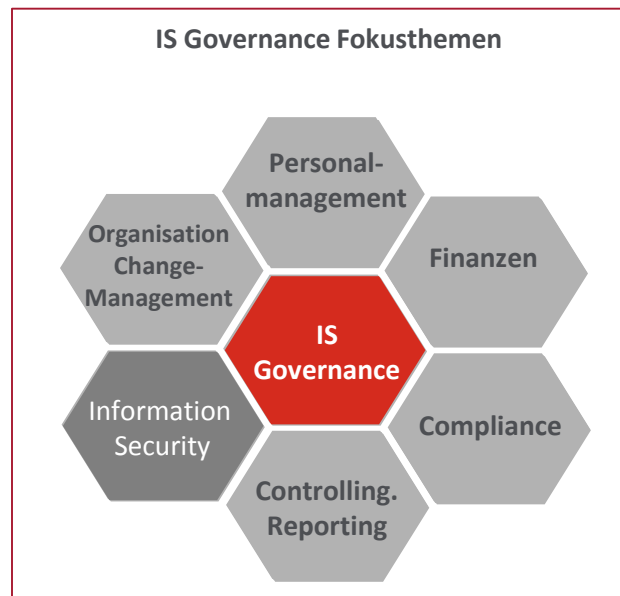 IS Governance Fokusthemen
Personal-
management
Organisation
Change-
Management
Finanzen
IS
Governance
Information
Security
Compliance
Controlling.
Reporting